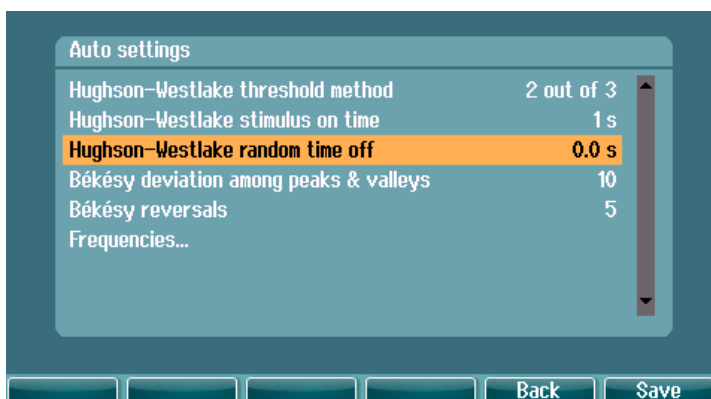 Auto settings
Hughson-Westlake threshold method 2 out of 3
Hughson-Westlake stimulus on time 1 s
Hughson-Westlake random time off 0.0 s
Békésy deviation among peaks & valleys 10
Békésy reversals 5
Frequencies...
Back Save